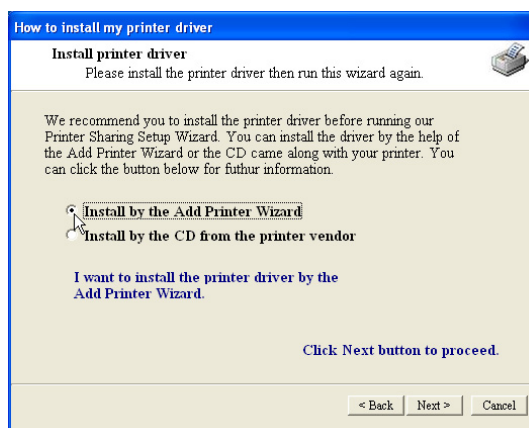 How to install my printer driver
Install printer driver
Please install the printer driver then run this wizard again.
We recommend you to install the printer driver before running our
Printer Sharing Setup Wizard. You can install the driver by the help of
the Add Printer Wizard or the CD came along with your printer. You
can click the button below for futhur information.
Install by the Add Printer Wizard
Install by the CD from the printer vendor
I want to install the printer driver by the
Add Printer Wizard.
Click Next button to proceed.
< Back Next > Cancel